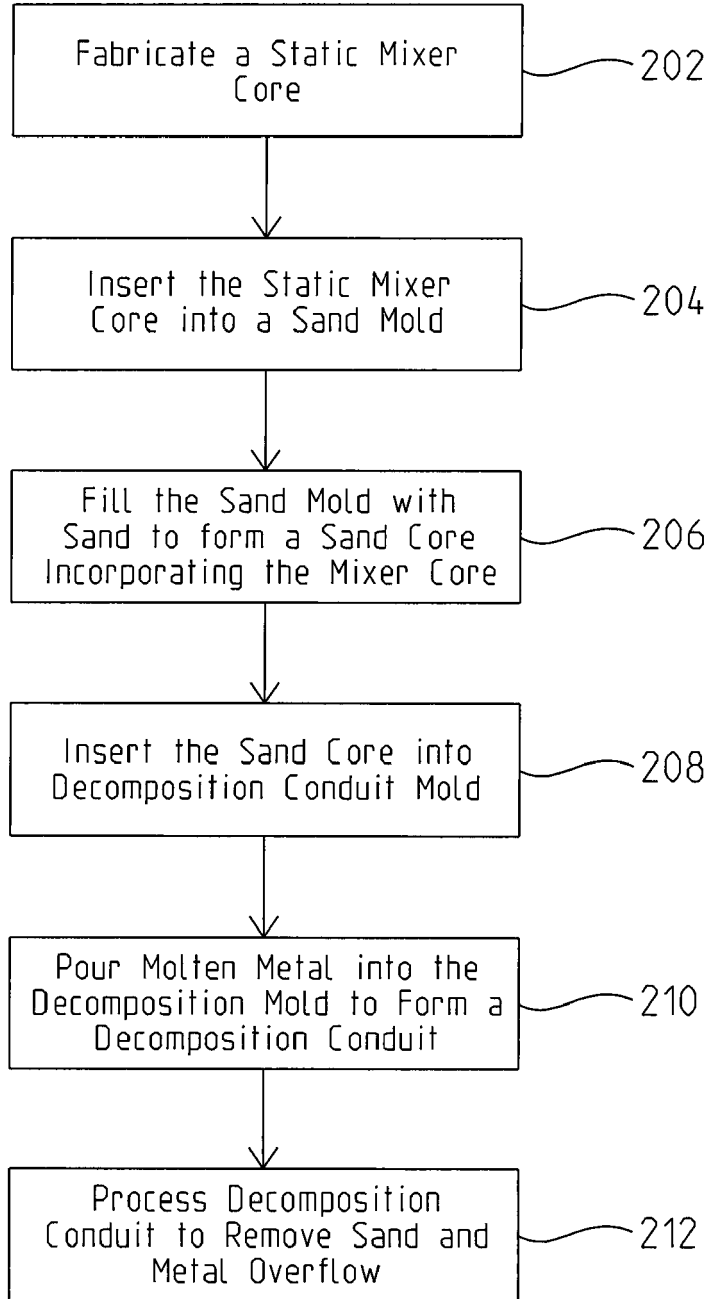 Fabricate a Static Mixer
Core
202
Insert the Static Mixer
Core into a Sand Mold
204
Fill the Sand Mold with
Sand to form a Sand Core
Incorporating the Mixer Core
206
Insert the Sand Core into
Decomposition Conduit Mold
208
Pour Molten Metal into the
Decomposition Mold to Form a
Decomposition Conduit
210
Process Decomposition
Conduit to Remove Sand and
Metal Overflow
212